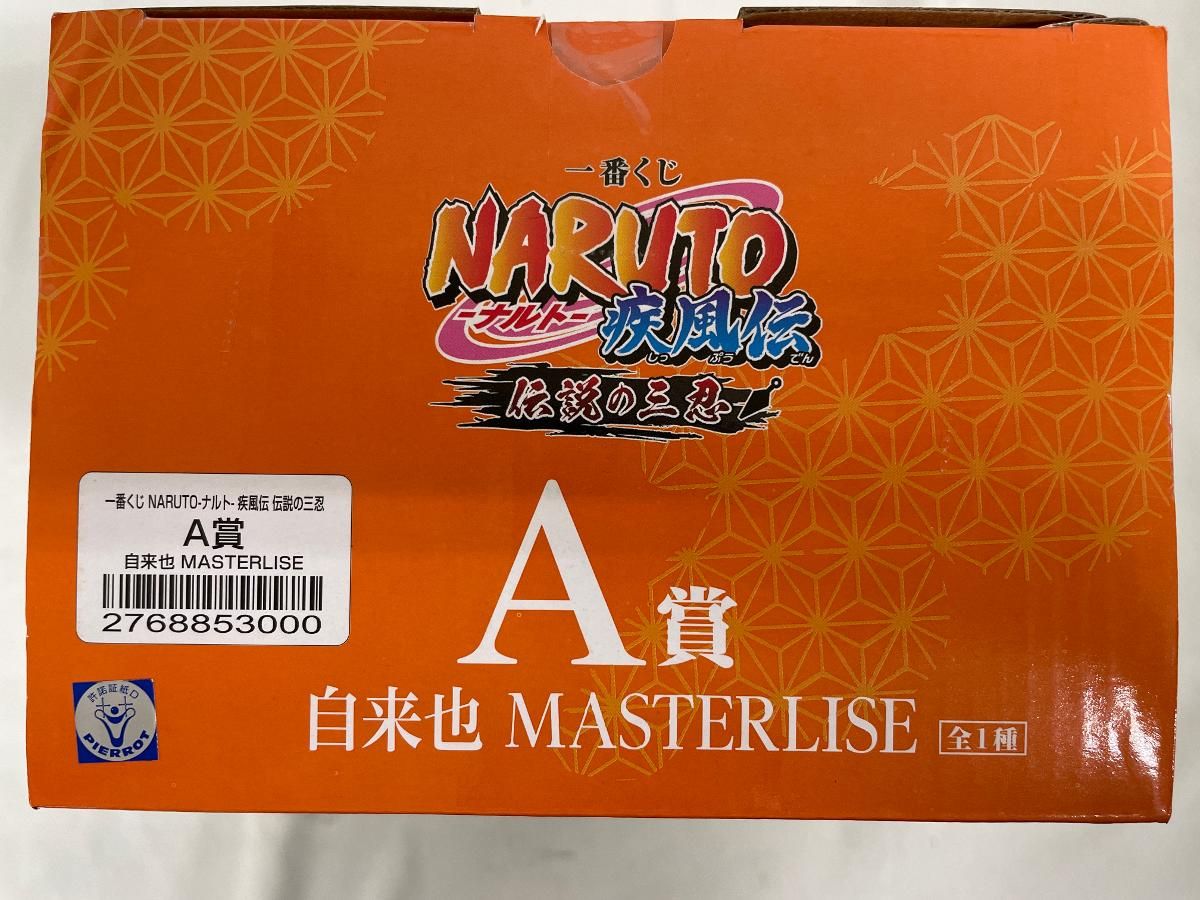 一番くじ
NARUTO
-ナルト-
疾風伝
しっ ぷう でん
伝説の三忍
一番くじ NARUTO-ナルト- 疾風伝 伝説の三忍
A賞
自来也 MASTERLISE
2768853000
A賞
自来也 MASTERLISE 全1種
許諾証紙D
PIERROT